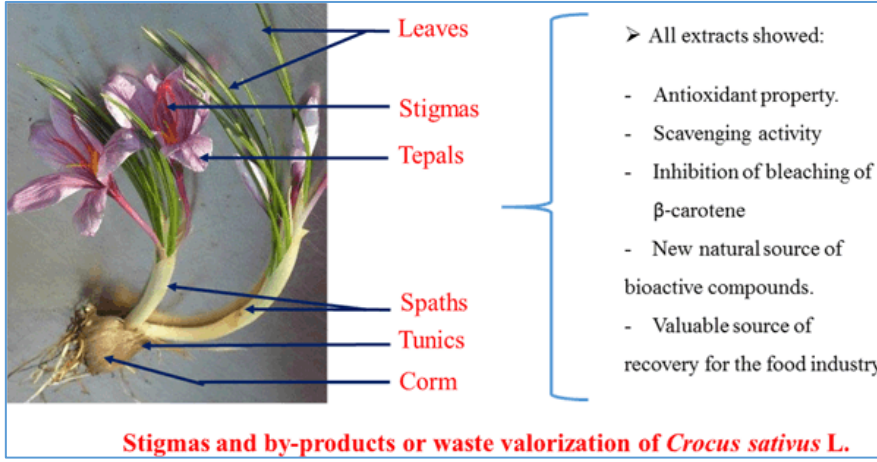 Leaves
Stigmas
Tepals
Spaths
Tunics
Corm
➤ All extracts showed:
- Antioxidant property.
- Scavenging activity
- Inhibition of bleaching of
β-carotene
- New natural source of
bioactive compounds.
- Valuable source of
recovery for the food industry
Stigmas and by-products or waste valorization of Crocus sativus L.